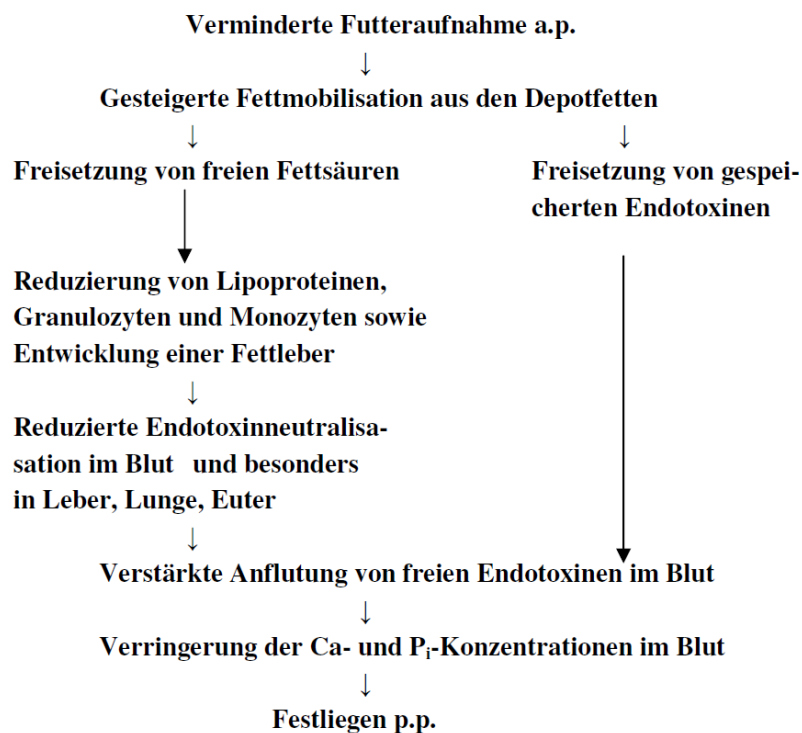 Verminderte Futteraufnahme a.p.
↓
Gesteigerte Fettmobilisation aus den Depotfetten
↓ ↓
Freisetzung von freien Fettsäuren
Freisetzung von gespei-
cherten Endotoxinen
Reduzierung von Lipoproteinen,
Granulozyten und Monozyten sowie
Entwicklung einer Fettleber
↓
Reduzierte Endotoxinneutralisa-
sation im Blut und besonders
in Leber, Lunge, Euter
↓
Verstärkte Anflutung von freien Endotoxinen im Blut
↓
Verringerung der Ca- und Pi-Konzentrationen im Blut
↓
Festliegen p.p.